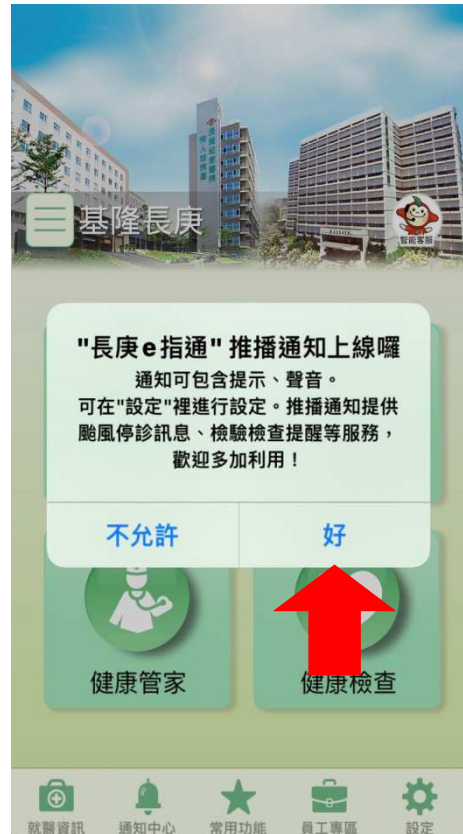 基隆長庚
智能客服
"長庚e指通" 推播通知上線囉
通知可包含提示、聲音。
可在"設定"裡進行設定。推播通知提供
颱風停診訊息、檢驗檢查提醒等服務，
歡迎多加利用！
不允許
好
健康管家
健康檢查
就醫資訊
通知中心
常用功能
員工專區
設定